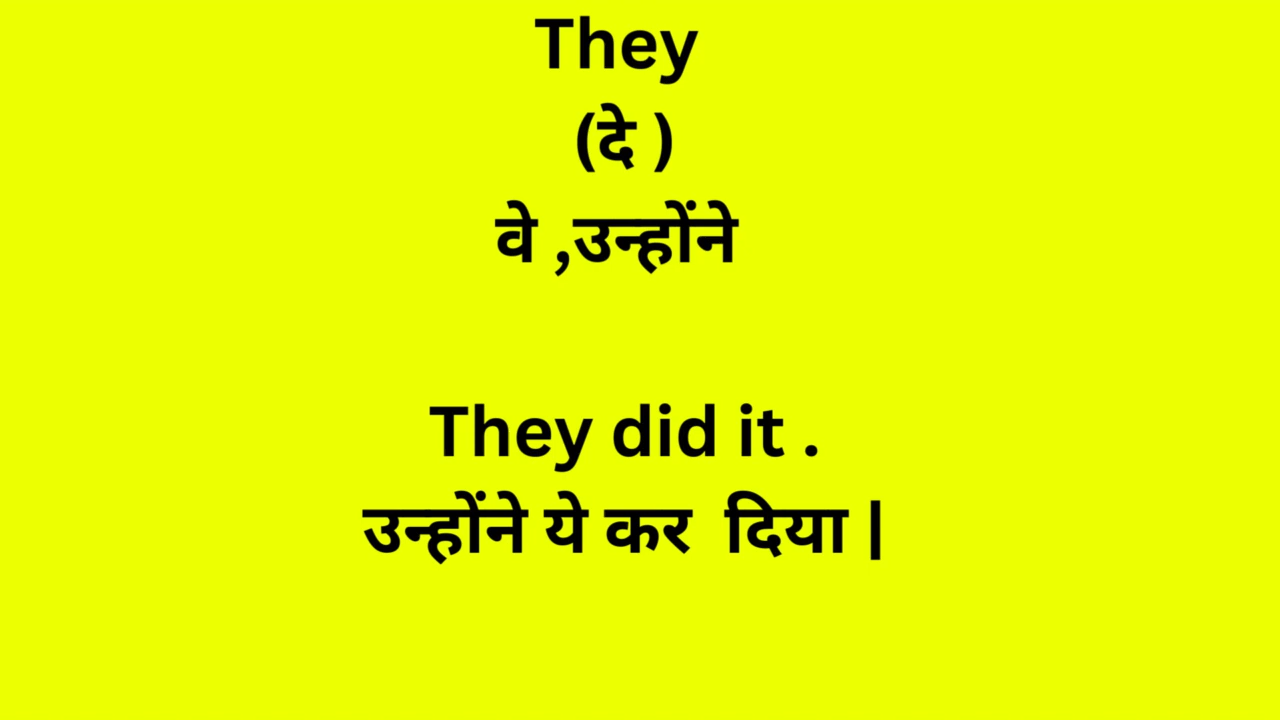 They
(दे )
वे ,उन्होंने
They did it .
उन्होंने ये कर  दिया |